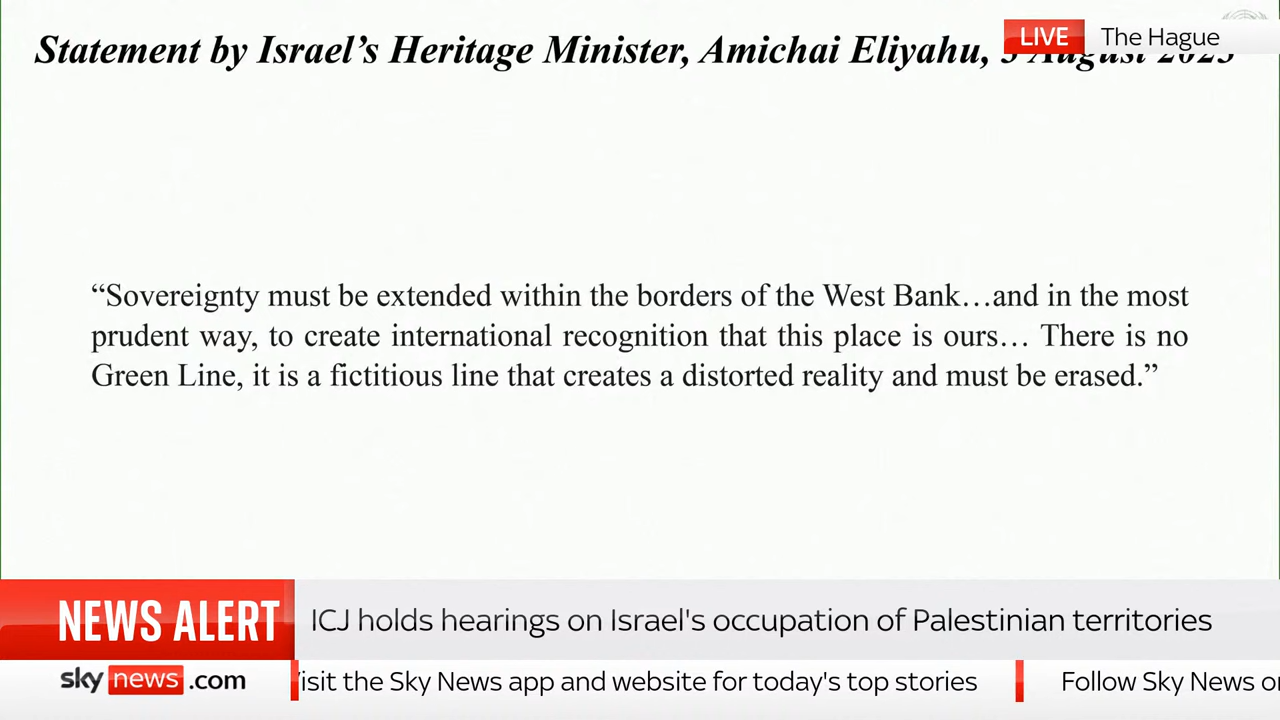 Statement by Israel's Heritage Minister, Amichai Eliyahu, 3 August 2023
LIVE The Hague
“Sovereignty must be extended within the borders of the West Bank…and in the most
prudent way, to create international recognition that this place is ours… There is no
Green Line, it is a fictitious line that creates a distorted reality and must be erased.”
NEWS ALERT
ICJ holds hearings on Israel's occupation of Palestinian territories
sky news .com
isit the Sky News app and website for today's top stories
Follow Sky News o